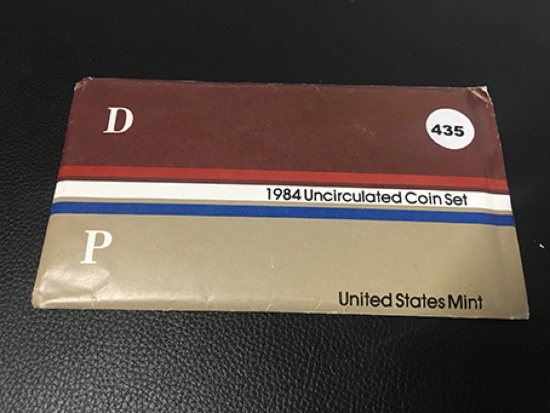 D
435
1984 Uncirculated Coin Set
P
United States Mint